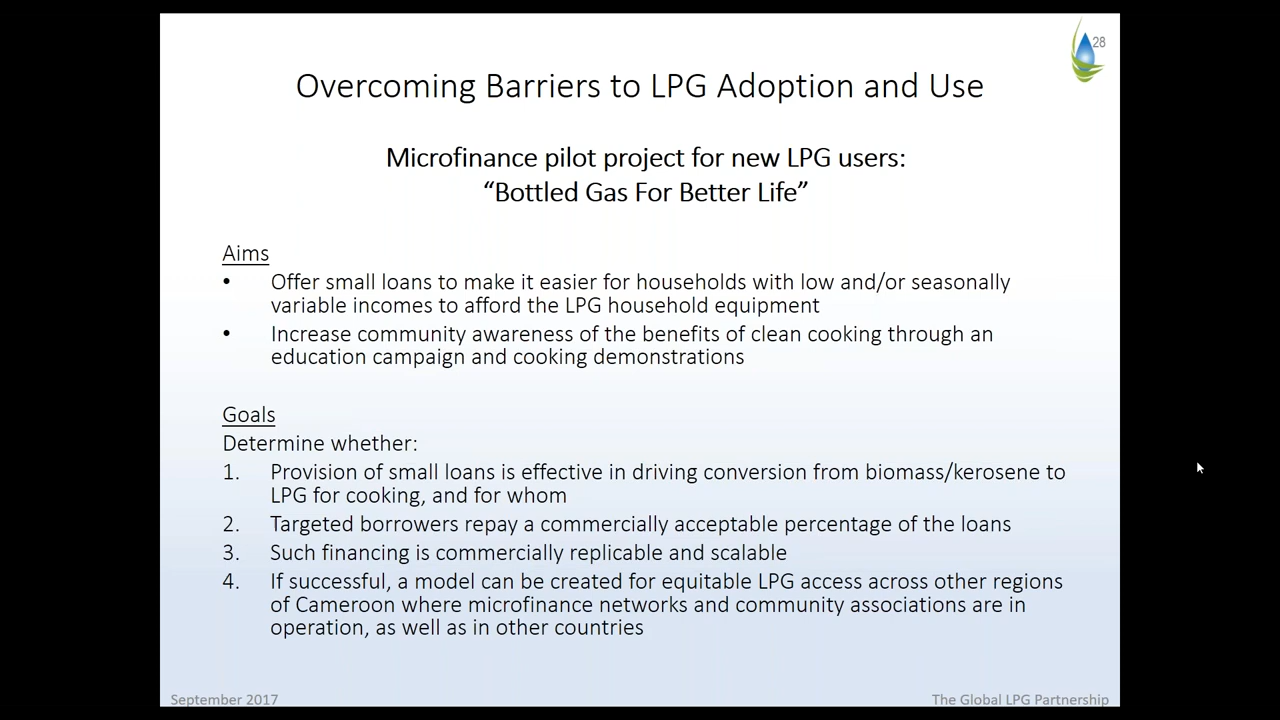 28
Overcoming Barriers to LPG Adoption and Use
Microfinance pilot project for new LPG users:
“Bottled Gas For Better Life”
Aims
• Offer small loans to make it easier for households with low and/or seasonally
variable incomes to afford the LPG household equipment
• Increase community awareness of the benefits of clean cooking through an
education campaign and cooking demonstrations
Goals
Determine whether:
1. Provision of small loans is effective in driving conversion from biomass/kerosene to
LPG for cooking, and for whom
2. Targeted borrowers repay a commercially acceptable percentage of the loans
3. Such financing is commercially replicable and scalable
4. If successful, a model can be created for equitable LPG access across other regions
of Cameroon where microfinance networks and community associations are in
operation, as well as in other countries
September 2017
The Global LPG Partnership